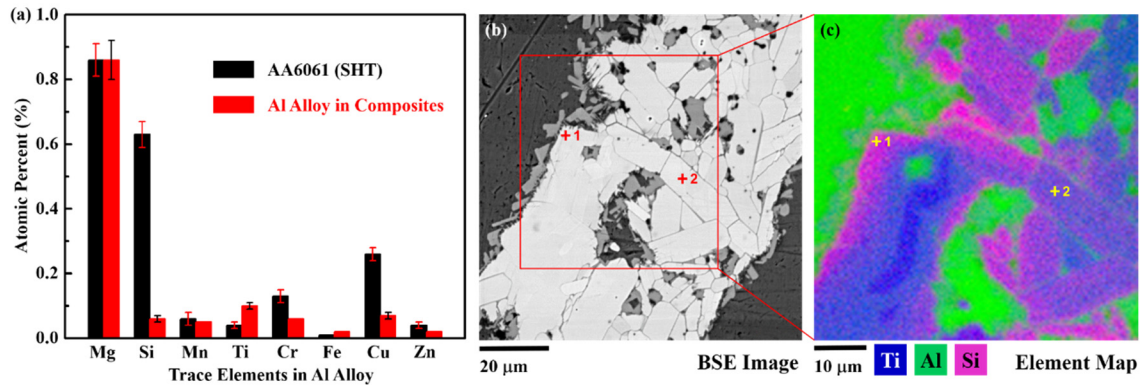 (a)
1.0
0.8
0.6
0.4
0.2
0.0
Atomic Percent (%)
AA6061 (SHT)
Al Alloy in Composites
Mg Si Mn Ti Cr Fe Cu Zn
Trace Elements in Al Alloy
(b)
+1
+2
20 μm
BSE Image
(c)
+1
+2
10 μm
Ti Al Si
Element Map